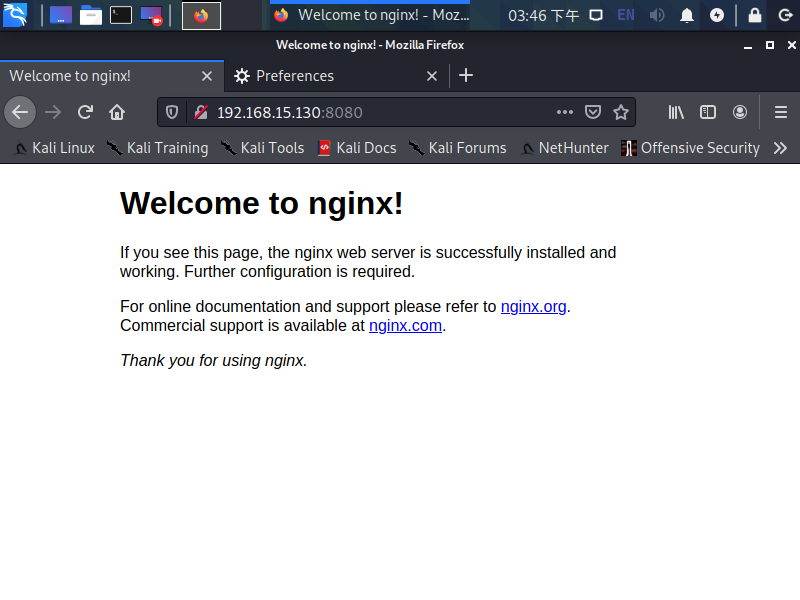 Welcome to nginx! - Moz...
03:46 下午
EN
Welcome to nginx! - Mozilla Firefox
Welcome to nginx!
Preferences
192.168.15.130:8080
Kali Linux
Kali Training
Kali Tools
Kali Docs
Kali Forums
NetHunter
Offensive Security
Welcome to nginx!
If you see this page, the nginx web server is successfully installed and
working. Further configuration is required.
For online documentation and support please refer to nginx.org.
Commercial support is available at nginx.com.
Thank you for using nginx.